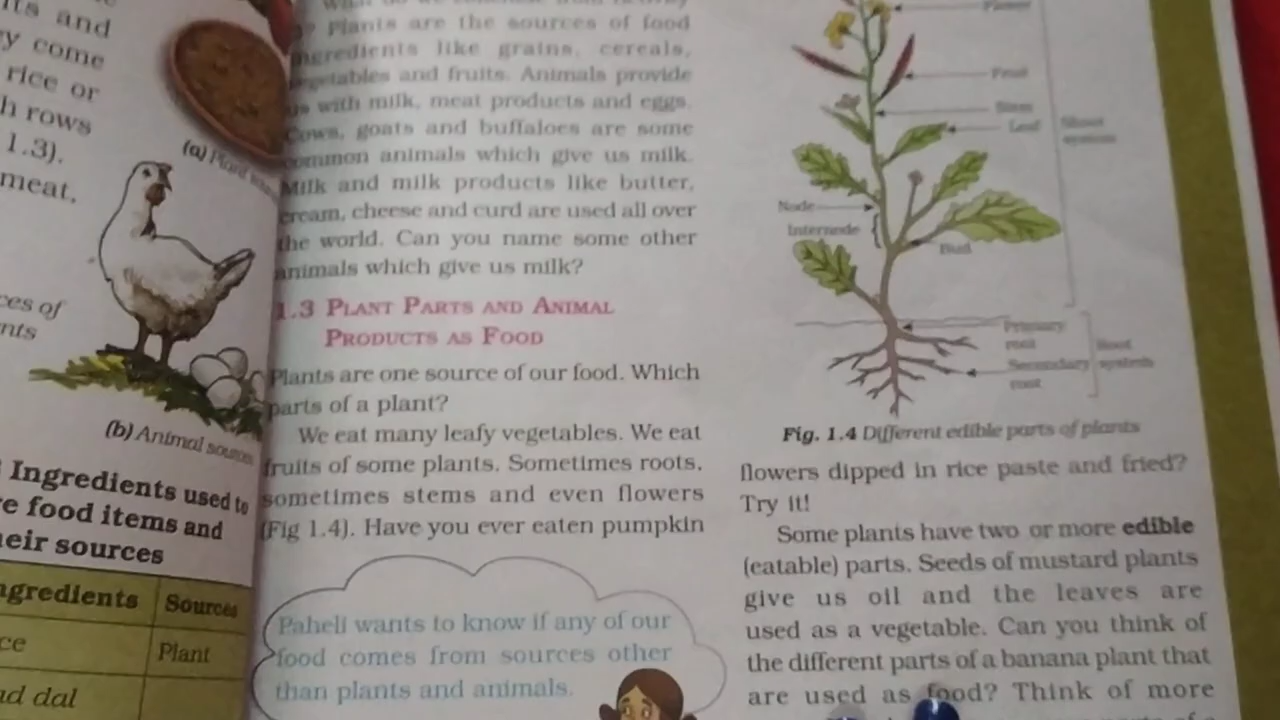 ts and
y come
rice or
h rows
1.3).
meat,
(a) Plant
ces of
nts
(b) Animal sources
Ingredients used to
e food items and
eir sources
ngredients Sources
ce Plant
d dal
Plants are the sources of food
ingredients like grains, cereals,
vegetables and fruits. Animals provide
us with milk, meat products and eggs.
Cows, goats and buffaloes are some
common animals which give us milk.
Milk and milk products like butter,
cream, cheese and curd are used all over
the world. Can you name some other
animals which give us milk?
1.3 PLANT PARTS AND ANIMAL
PRODUCTS AS FOOD
Plants are one source of our food. Which
parts of a plant?
We eat many leafy vegetables. We eat
fruits of some plants. Sometimes roots,
sometimes stems and even flowers
(Fig 1.4). Have you ever eaten pumpkin
Paheli wants to know if any of our
food comes from sources other
than plants and animals.
Flower
Fruit
Stem
Leaf
Shoot
system
Node
Internode
Bud
Primary
root
Secondary
root
Root
system
Fig. 1.4 Different edible parts of plants
flowers dipped in rice paste and fried?
Try it!
Some plants have two or more edible
(eatable) parts. Seeds of mustard plants
give us oil and the leaves are
used as a vegetable. Can you think of
the different parts of a banana plant that
are used as food? Think of more